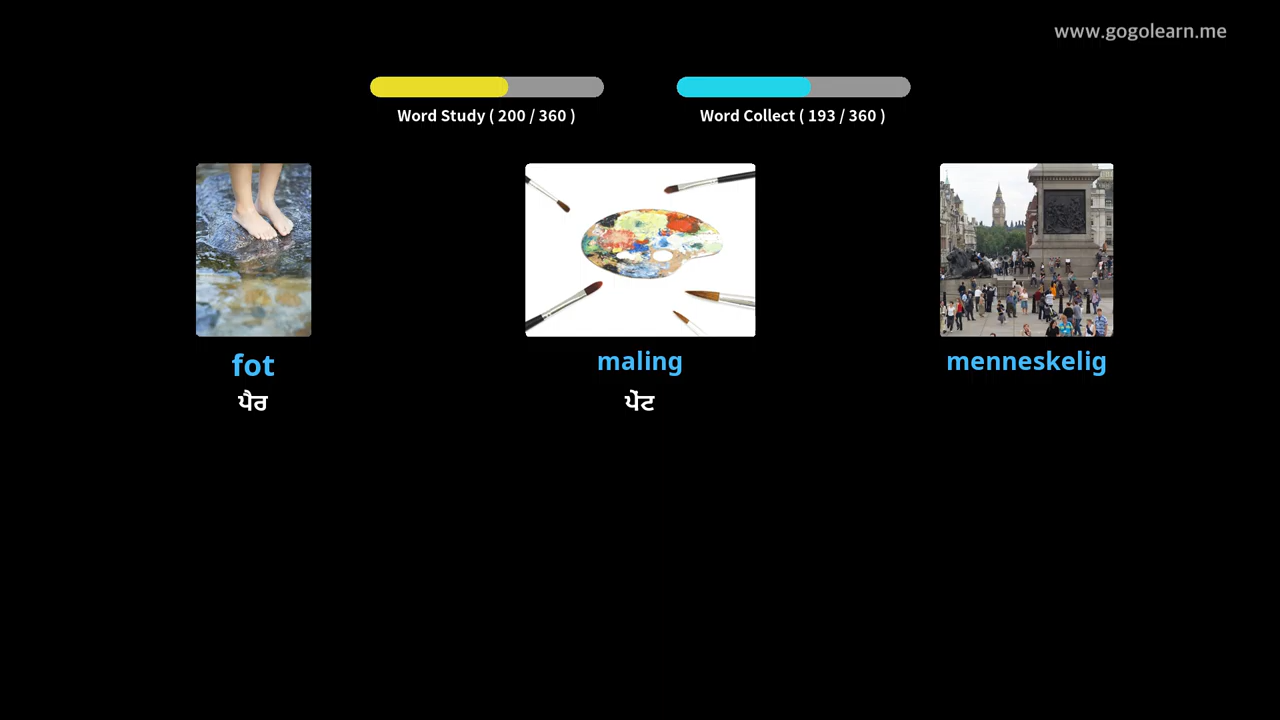 www.gogolearn.me
Word Study ( 200 / 360 )
Word Collect ( 193 / 360 )
fot
maling
menneskelig
ਪੈਰ
ਪੇਂਟ